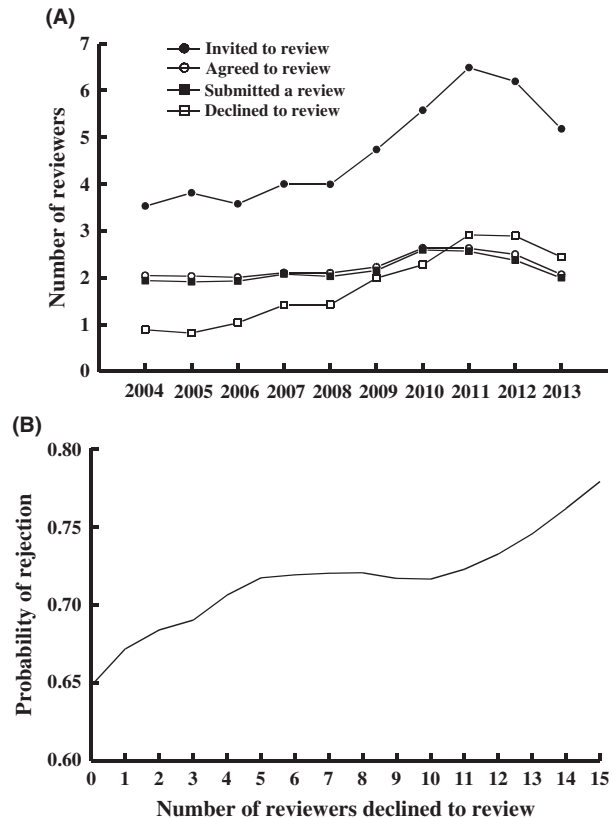 (A)
7
6
5
4
3
2
1
0
Number of reviewers
Invited to review
Agreed to review
Submitted a review
Declined to review
2004 2005 2006 2007 2008 2009 2010 2011 2012 2013
(B)
0.80
0.75
0.70
0.65
0.60
Probability of rejection
0 1 2 3 4 5 6 7 8 9 10 11 12 13 14 15
Number of reviewers declined to review